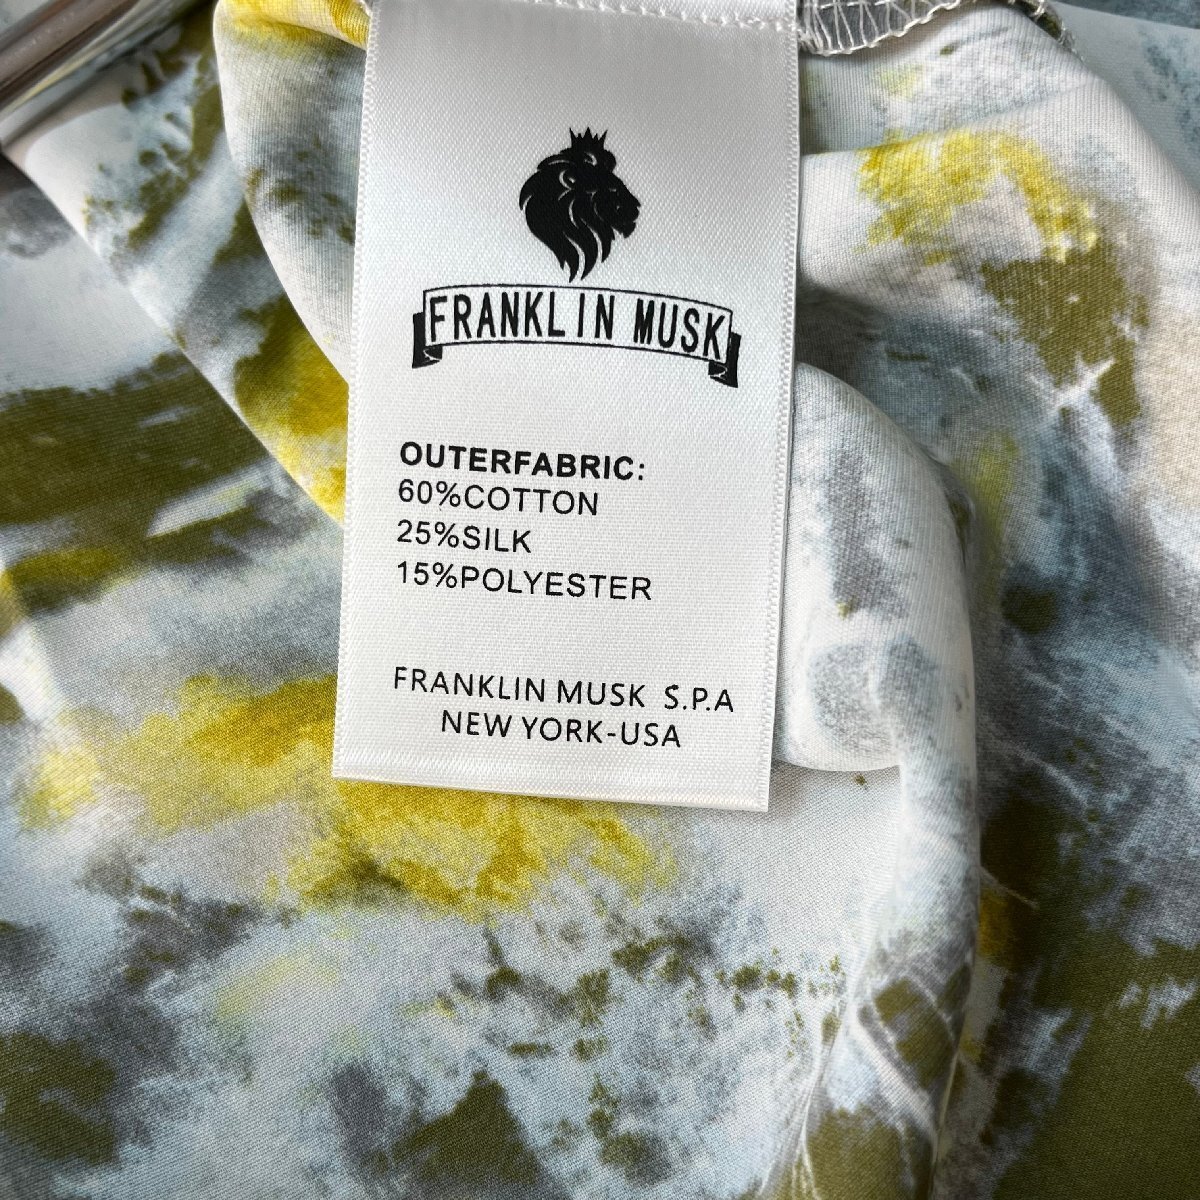 FRANKLIN MUSK
OUTERFABRIC:
60%COTTON
25%SILK
15%POLYESTER
FRANKLIN MUSK S.P.A
NEW YORK-USA